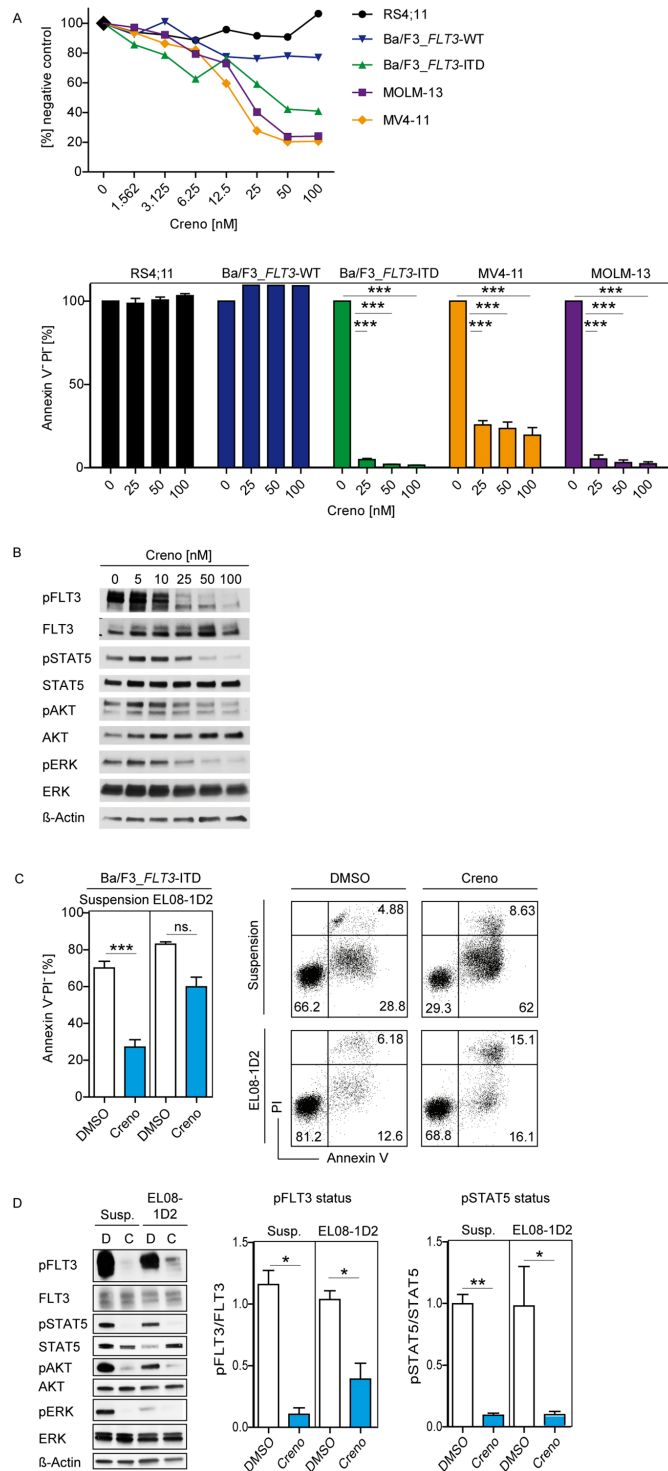 A
[%] negative control
100
80
60
40
20
0
0 1.562 3.125 6.25 12.5 25 50 100
Creno [nM]
RS4;11
Ba/F3_FLT3-WT
Ba/F3_FLT3-ITD
MOLM-13
MV4-11
RS4;11 Ba/F3_FLT3-WT Ba/F3_FLT3-ITD MV4-11 MOLM-13
Annexin V⁻PI⁻ [%]
100
50
0
*** *** ***
*** *** ***
*** *** ***
0 25 50 100 0 25 50 100 0 25 50 100 0 25 50 100 0 25 50 100
Creno [nM]
B
Creno [nM]
0 5 10 25 50 100
pFLT3
FLT3
pSTAT5
STAT5
pAKT
AKT
pERK
ERK
ß-Actin
C
Ba/F3_FLT3-ITD
Suspension EL08-1D2
Annexin V⁻PI⁻ [%]
80
60
40
20
0
*** ns.
DMSO Creno DMSO Creno
DMSO Creno
Suspension
4.88 8.63
66.2 28.8 29.3 62
EL08-1D2
6.18 15.1
81.2 12.6 68.8 16.1
PI
Annexin V
D
Susp. EL08-
1D2
D C D C
pFLT3
FLT3
pSTAT5
STAT5
pAKT
AKT
pERK
ERK
ß-Actin
pFLT3 status
Susp. EL08-1D2
pFLT3/FLT3
1.5
1.0
0.5
0.0
* *
DMSO Creno DMSO Creno
pSTAT5 status
Susp. EL08-1D2
pSTAT5/STAT5
1.5
1.0
0.5
0
** *
DMSO Creno DMSO Creno